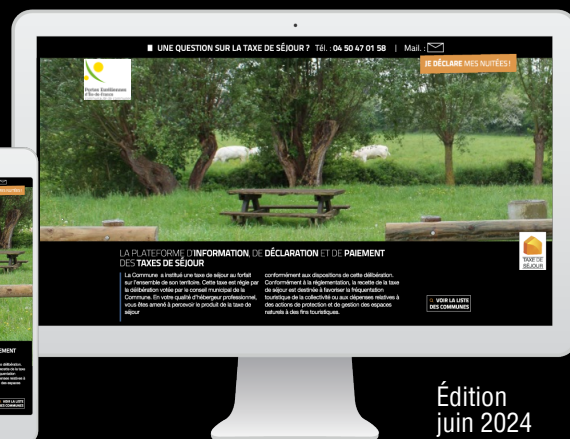 UNE QUESTION SUR LA TAXE DE SÉJOUR ? Tél. : 04 50 47 01 58 | Mail. :
JE DÉCLARE MES NUITÉES !
Portes Euréliennes
d'Île-de-France
LA PLATEFORME D'INFORMATION, DE DÉCLARATION ET DE PAIEMENT
DES TAXES DE SÉJOUR
La Commune a institué une taxe de séjour au forfait
sur l'ensemble de son territoire. Cette taxe est régie par
la délibération votée par le conseil municipal de la
Commune. En votre qualité d'hébergeur professionnel,
vous êtes amené à percevoir le produit de la taxe de
séjour
conformément aux dispositions de cette délibération.
Conformément à la réglementation, la recette de la taxe
de séjour est destinée à favoriser la fréquentation
touristique de la collectivité ou aux dépenses relatives à
des actions de protection et de gestion des espaces
naturels à des fins touristiques.
TAXE DE
SÉJOUR
VOIR LA LISTE
DES COMMUNES
Édition
juin 2024